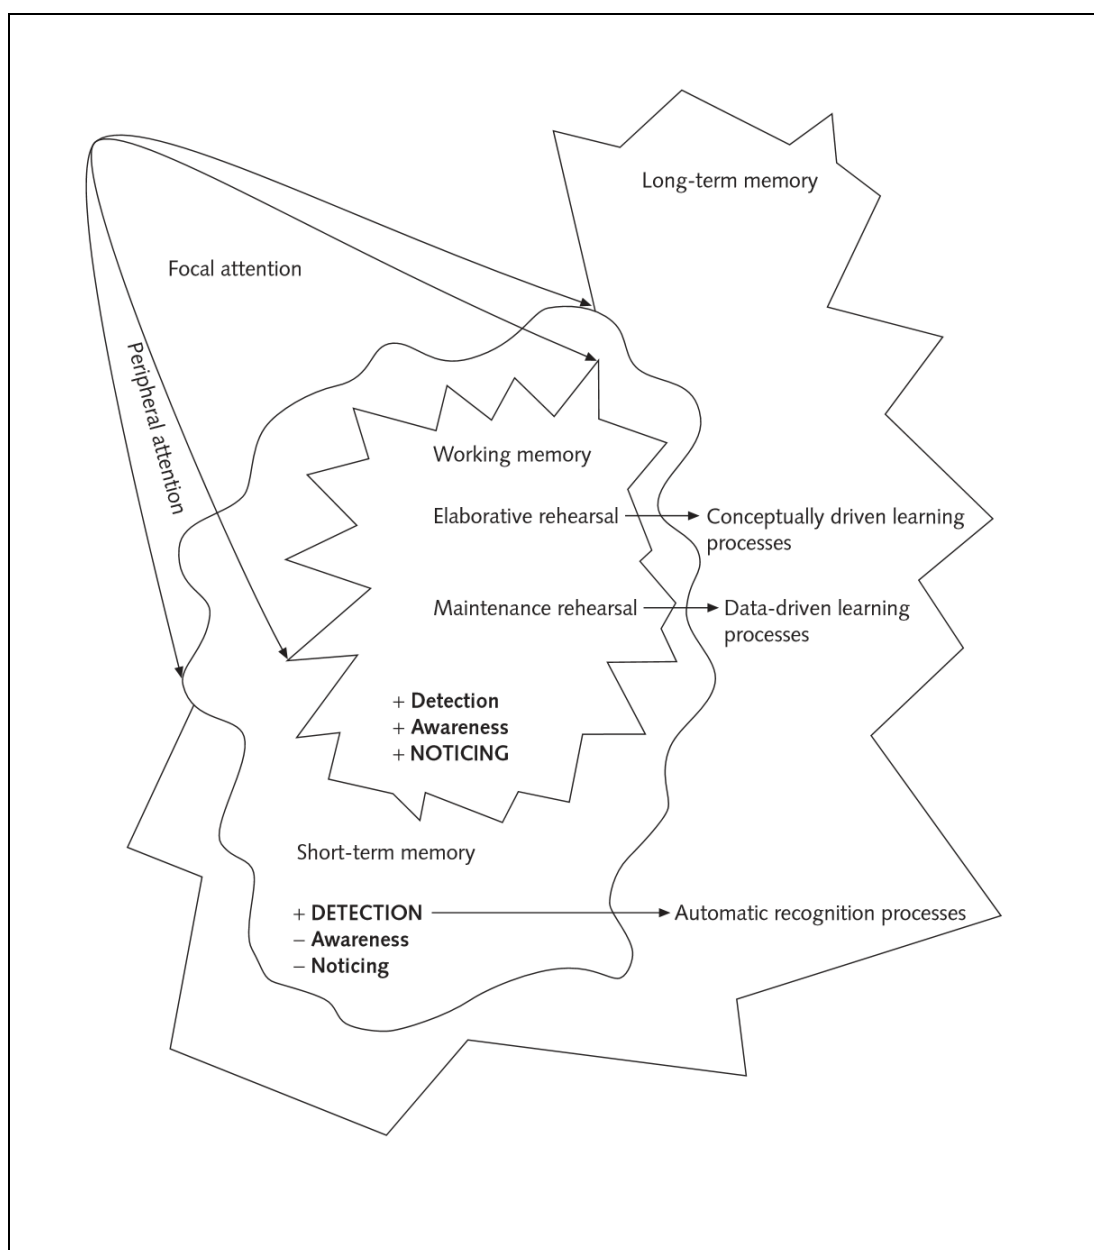 Long-term memory
Focal attention
Peripheral attention
Working memory
Elaborative rehearsal
Conceptually driven learning
processes
Maintenance rehearsal
Data-driven learning
processes
+ Detection
+ Awareness
+ NOTICING
Short-term memory
+ DETECTION
Automatic recognition processes
– Awareness
– Noticing